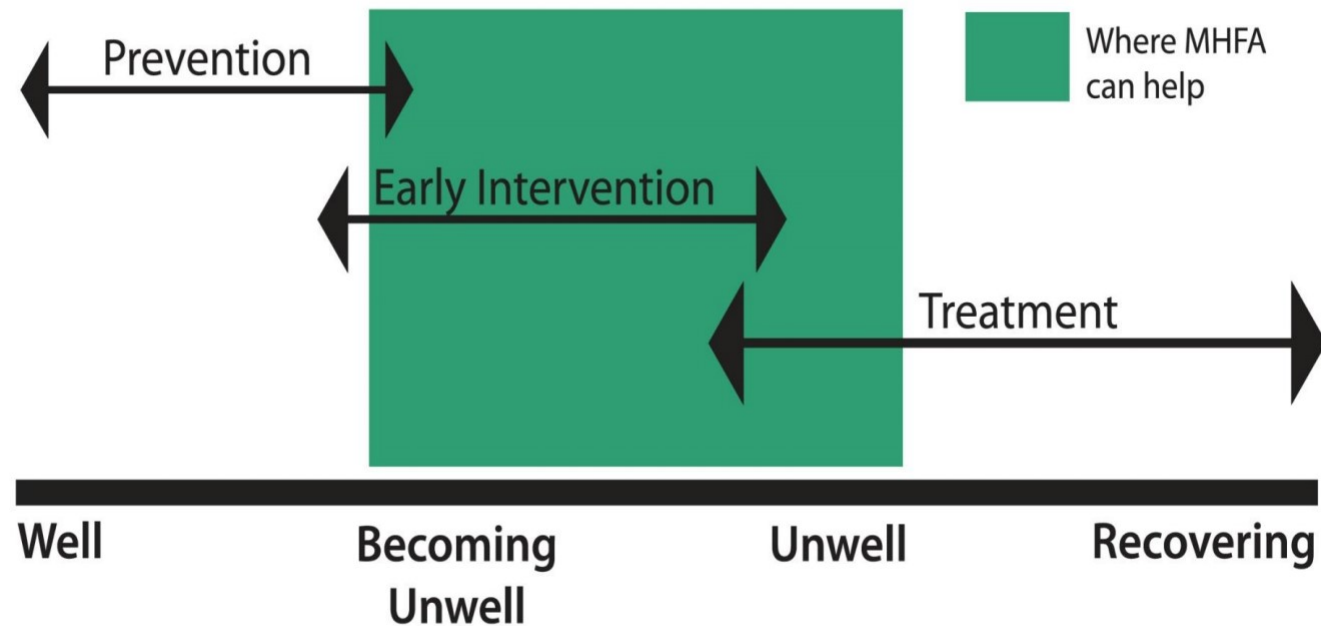 Prevention
Where MHFA
can help
Early Intervention
Treatment
Well
Becoming
Unwell
Unwell
Recovering